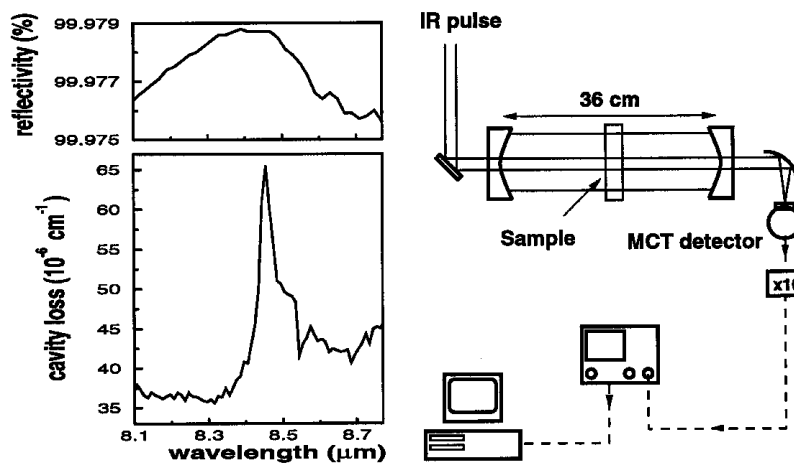 99.979
99.977
99.975
reflectivity (%)
65
60
55
50
45
40
35
cavity loss (10-6 cm-1)
8.1
8.3
8.5
8.7
wavelength (μm)
IR pulse
36 cm
Sample
MCT detector